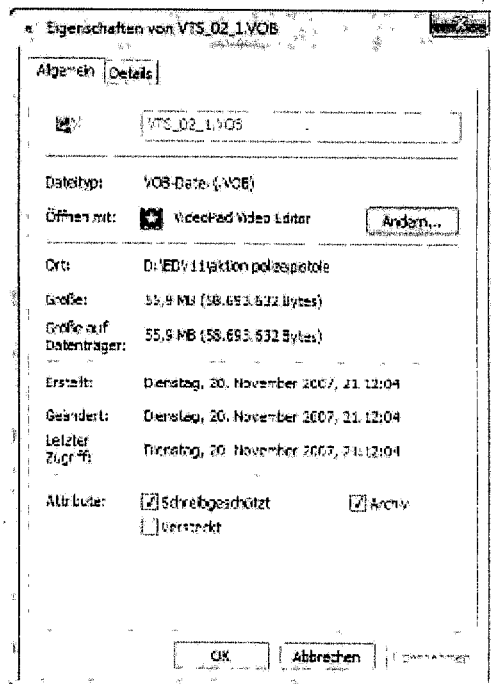 Eigenschaften von VTS_02_1.VOB
Allgemein Details
VTS_02_1.VOB
Dateityp: VOB-Datei (.VOB)
Öffnen mit: VideoPad Video Editor Ändern...
Ort: D:\EDV11\aktion polizeipistole
Größe: 55,9 MB (58.693.632 Bytes)
Größe auf
Datenträger: 55,9 MB (58.693.632 Bytes)
Erstellt: Dienstag, 20. November 2007, 21:12:04
Geändert: Dienstag, 20. November 2007, 21:12:04
Letzter
Zugriff: Dienstag, 20. November 2007, 21:12:04
Attribute: Schreibgeschützt Archiv
Versteckt
OK Abbrechen Übernehmen